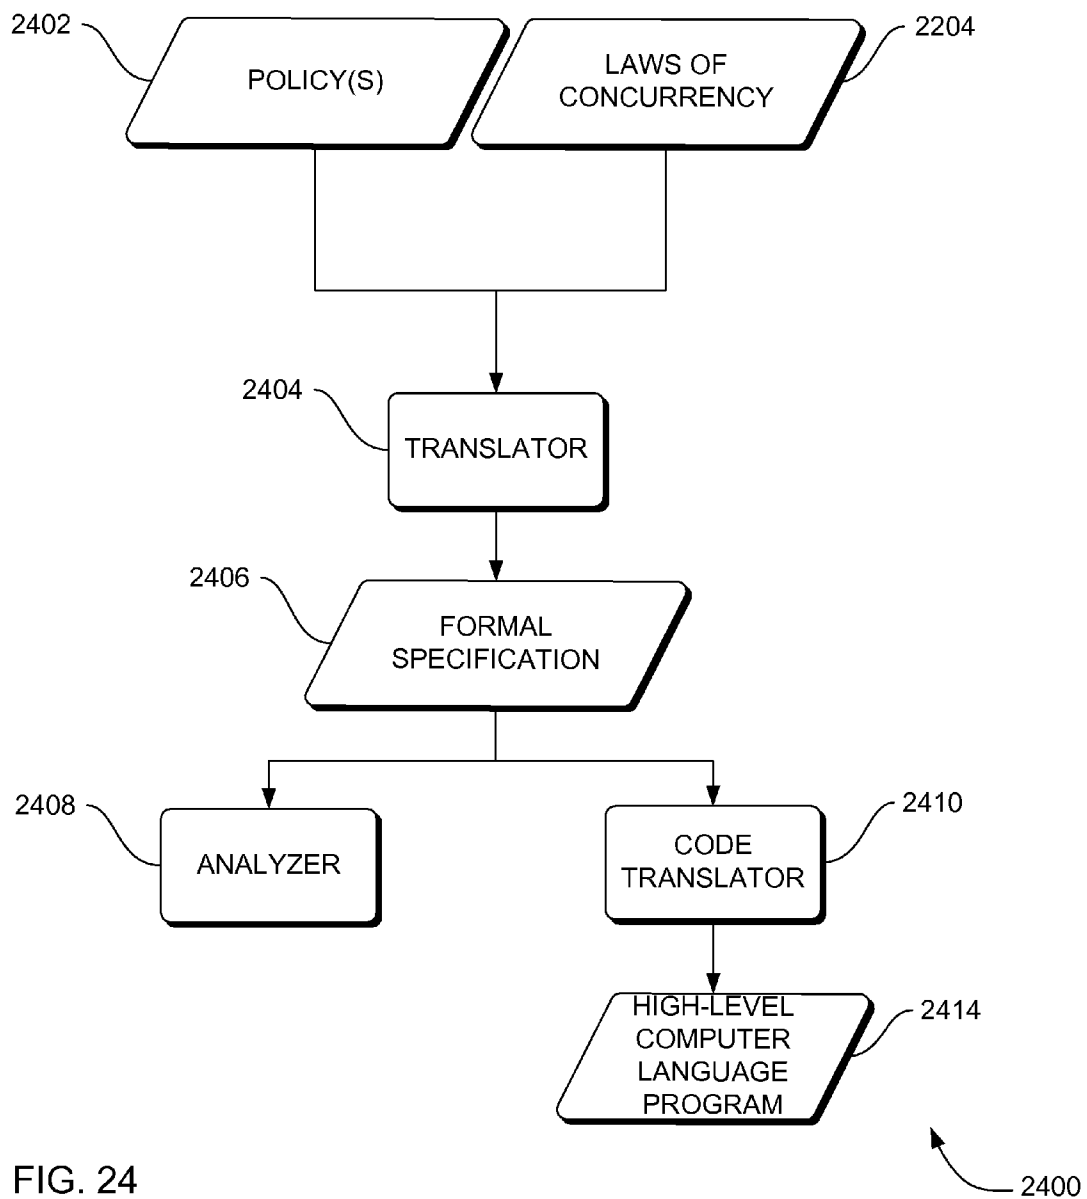 2402
POLICY(S)
LAWS OF
CONCURRENCY
2204
2404
TRANSLATOR
2406
FORMAL
SPECIFICATION
2408
ANALYZER
CODE
TRANSLATOR
2410
HIGH-LEVEL
COMPUTER
LANGUAGE
PROGRAM
2414
FIG. 24
2400